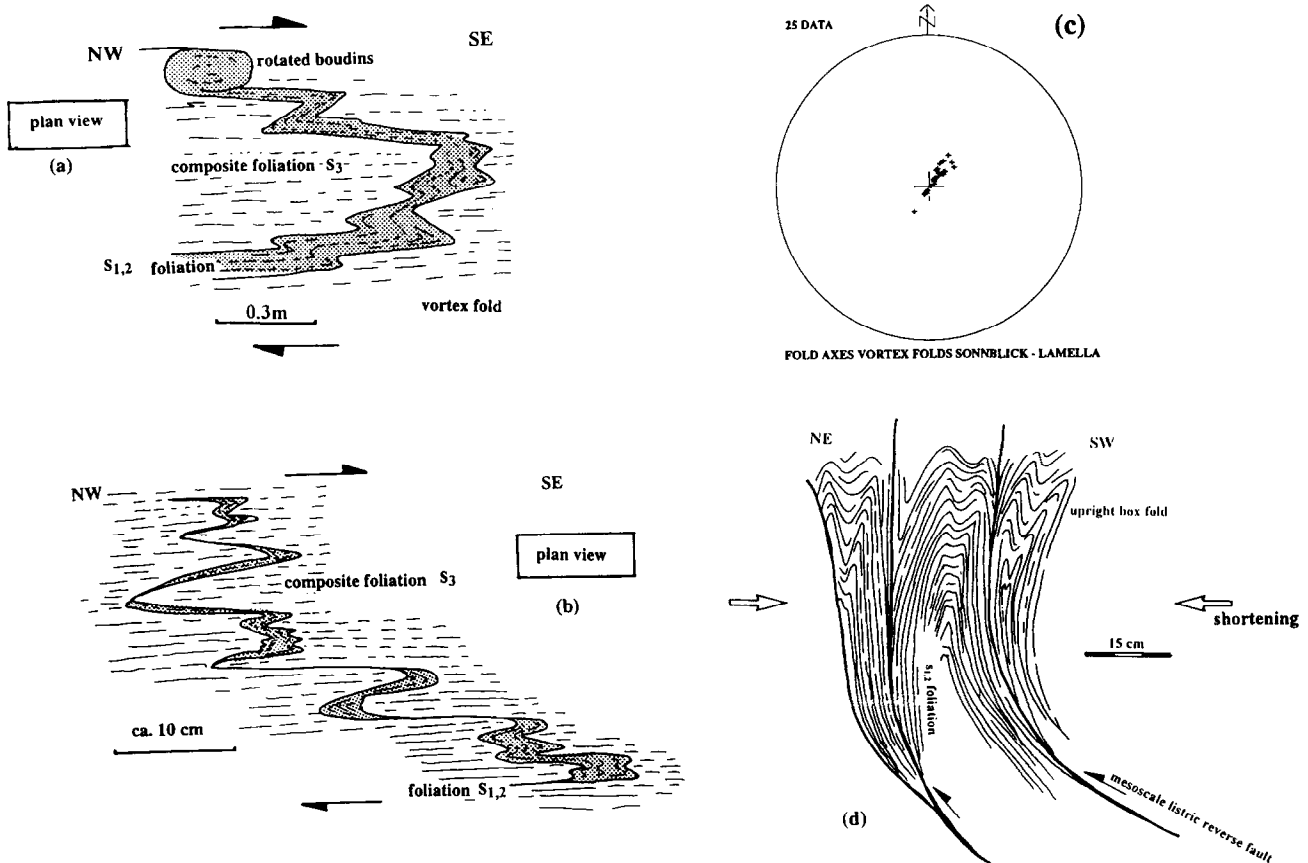 NW
SE
rotated boudins
plan view
(a)
composite foliation - S3-
S1,2 foliation
0.3m
vortex fold
25 DATA
N
(c)
FOLD AXES VORTEX FOLDS SONNBLICK - LAMELLA
NW
SE
plan view
(b)
composite foliation S3
ca. 10 cm
foliation S1,2
NE
SW
upright box fold
shortening
15 cm
s1,2 foliation
mesoscale listric reverse fault
(d)